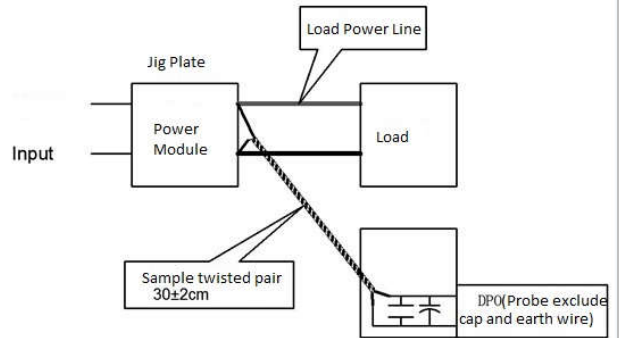 Load Power Line
Jig Plate
Power
Module
Load
Input
Sample twisted pair
30±2cm
DPO(Probe exclude
cap and earth wire)